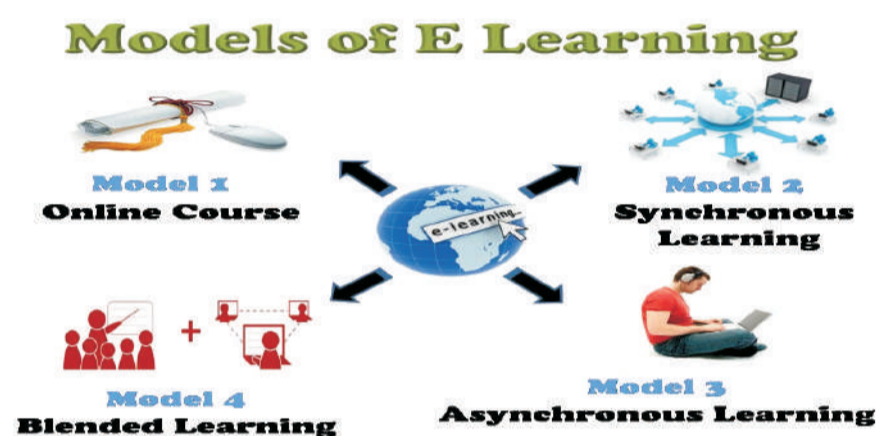 Models of E Learning
Model 1
Online Course
Model 2
Synchronous
Learning
e-learning...
Model 4
Blended Learning
Model 3
Asynchronous Learning